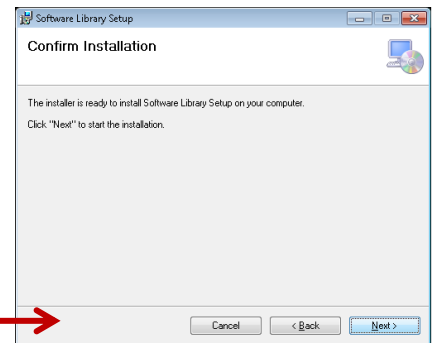 Software Library Setup
Confirm Installation
The installer is ready to install Software Library Setup on your computer.
Click "Next" to start the installation.
Cancel
< Back
Next >